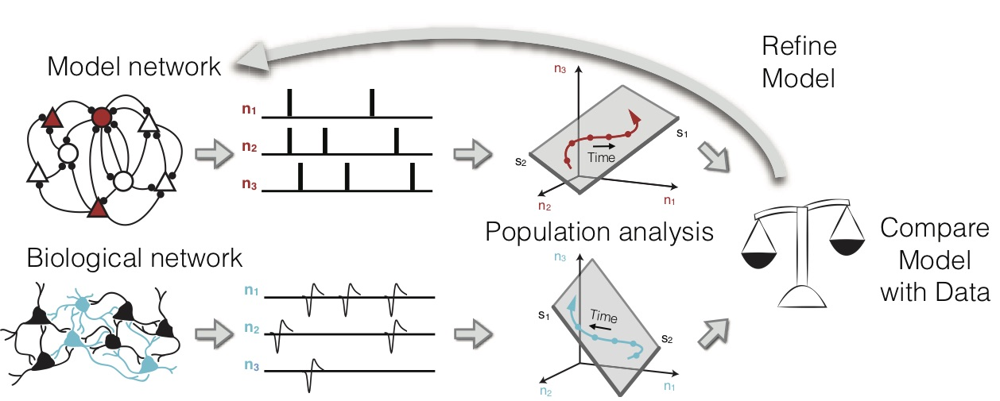 Refine
Model
Model network
n1
n2
n3
n3
s1
s2
Time
n2
n1
Population analysis
Compare
Model
with Data
Biological network
n1
n2
n3
n3
s1
Time
s2
n2
n1